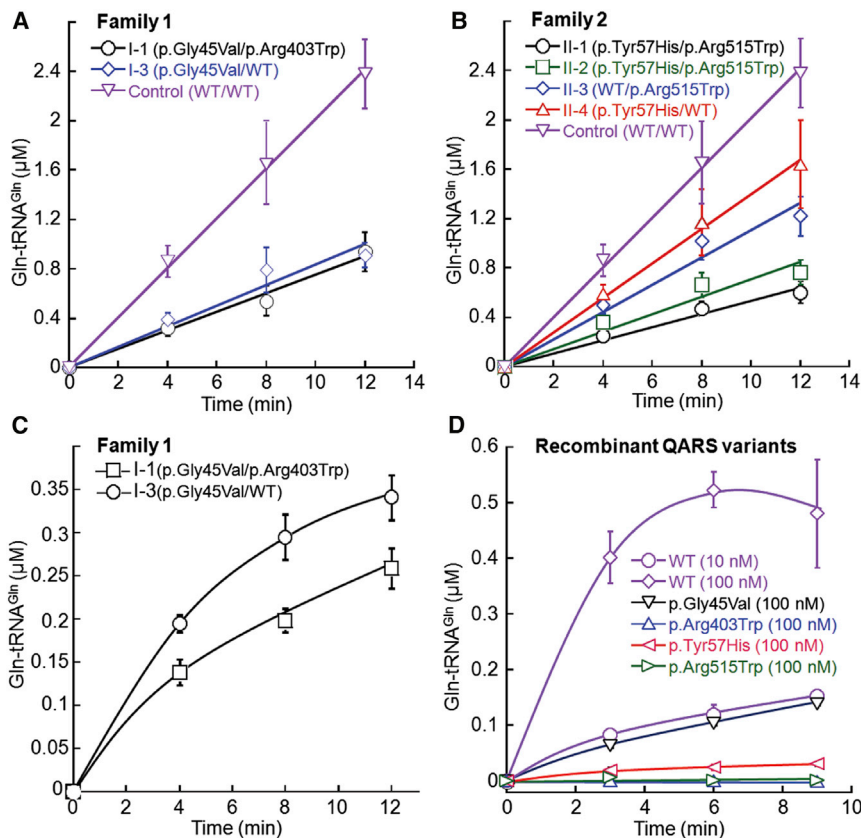 A
Family 1
I-1 (p.Gly45Val/p.Arg403Trp)
I-3 (p.Gly45Val/WT)
Control (WT/WT)
Gln-tRNA^Gln (µM)
2.4
2
1.6
1.2
0.8
0.4
0
0 2 4 6 8 10 12 14
Time (min)
B
Family 2
II-1 (p.Tyr57His/p.Arg515Trp)
II-2 (p.Tyr57His/p.Arg515Trp)
II-3 (WT/p.Arg515Trp)
II-4 (p.Tyr57His/WT)
Control (WT/WT)
Gln-tRNA^Gln (µM)
2.4
2
1.6
1.2
0.8
0.4
0
0 2 4 6 8 10 12 14
Time (min)
C
Family 1
I-1(p.Gly45Val/p.Arg403Trp)
I-3(p.Gly45Val/WT)
Gln-tRNA^Gln (µM)
0.35
0.3
0.25
0.2
0.15
0.1
0.05
0
0 2 4 6 8 10 12
Time (min)
D
Recombinant QARS variants
WT (10 nM)
WT (100 nM)
p.Gly45Val (100 nM)
p.Arg403Trp (100 nM)
p.Tyr57His (100 nM)
p.Arg515Trp (100 nM)
Gln-tRNA^Gln (µM)
0.6
0.5
0.4
0.3
0.2
0.1
0
0 2 4 6 8 10
Time (min)